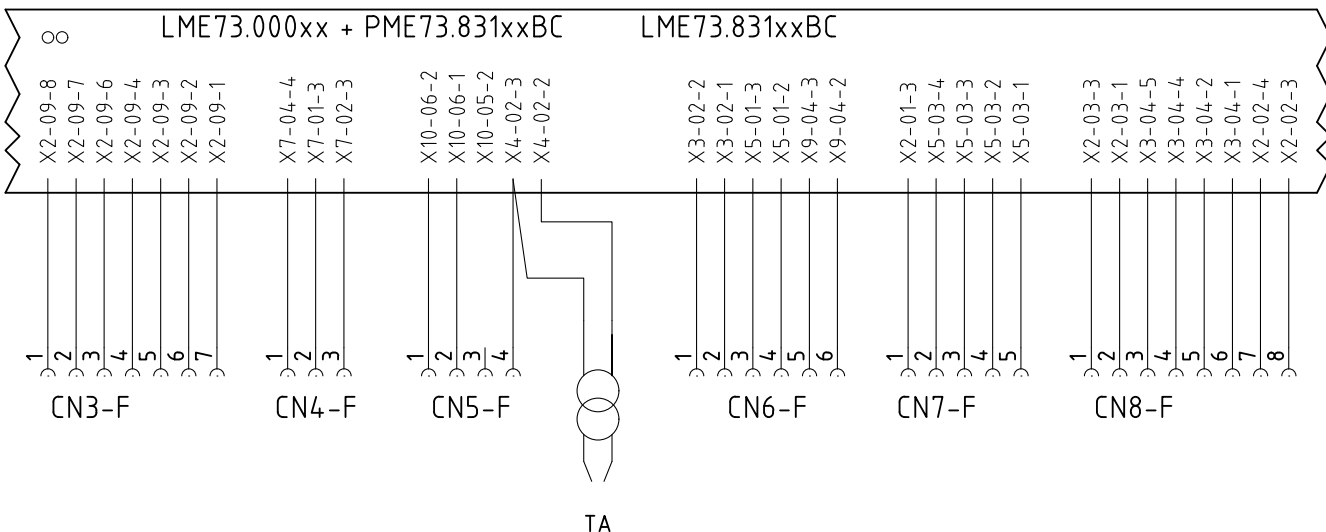 LME73.000xx + PME73.831xxBC LME73.831xxBC
X2-09-8
X2-09-7
X2-09-6
X2-09-4
X2-09-3
X2-09-2
X2-09-1
X7-04-4
X7-01-3
X7-02-3
X10-06-2
X10-06-1
X10-05-2
X4-02-3
X4-02-2
X3-02-2
X3-02-1
X5-01-3
X5-01-2
X9-04-3
X9-04-2
X2-01-3
X5-03-4
X5-03-3
X5-03-2
X5-03-1
X2-03-3
X2-03-1
X3-04-5
X3-04-4
X3-04-2
X3-04-1
X2-02-4
X2-02-3
1 2 3 4 5 6 7
CN3-F
1 2 3
CN4-F
1 2 3 4
CN5-F
1 2 3 4 5 6
CN6-F
1 2 3 4 5
CN7-F
1 2 3 4 5 6 7 8
CN8-F
TA